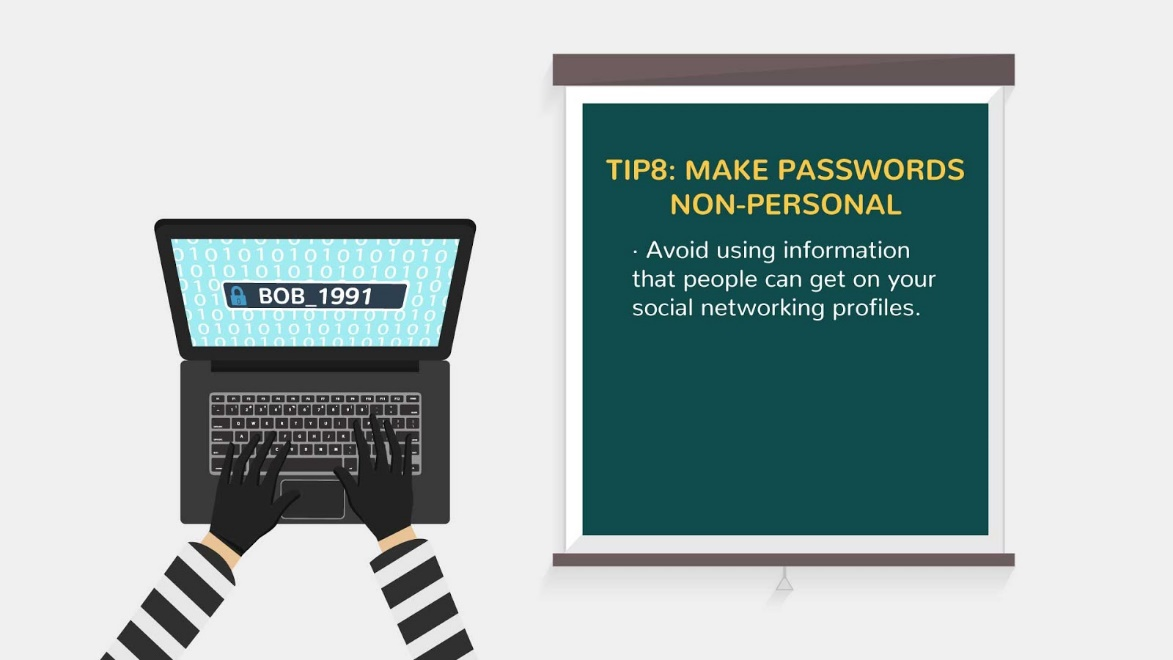 TIP8: MAKE PASSWORDS
NON-PERSONAL
· Avoid using information
that people can get on your
social networking profiles.
BOB_1991